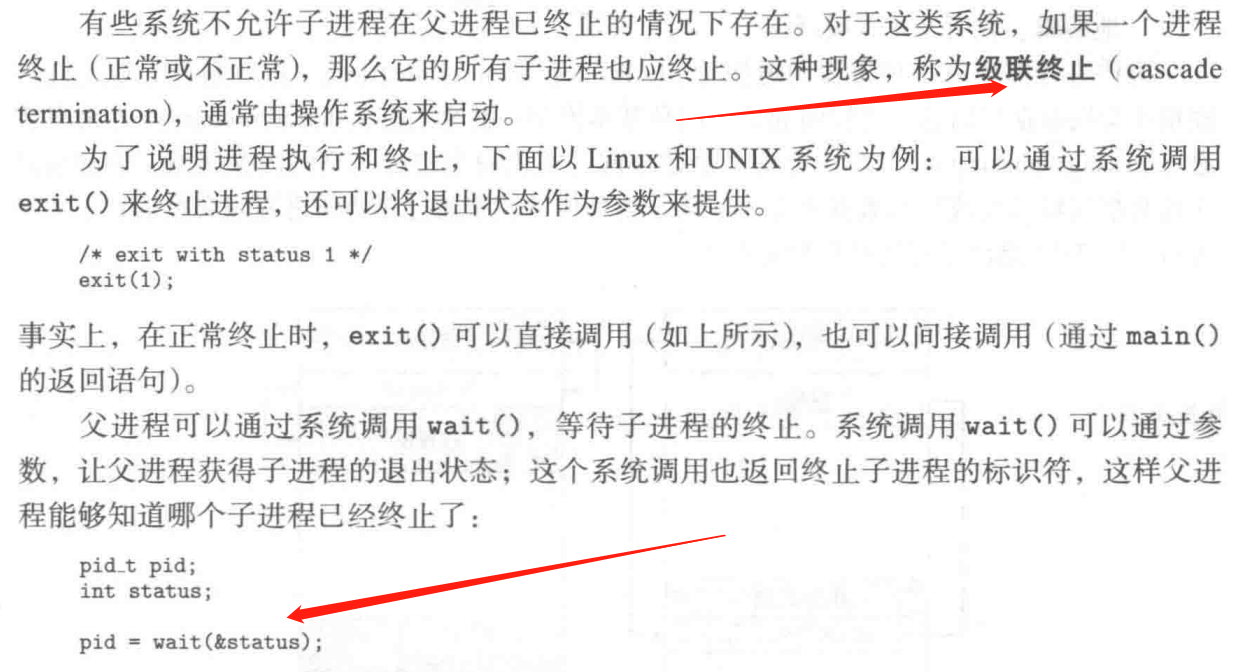 有些系统不允许子进程在父进程已终止的情况下存在。对于这类系统，如果一个进程
终止（正常或不正常），那么它的所有子进程也应终止。这种现象，称为级联终止（cascade
termination），通常由操作系统来启动。
为了说明进程执行和终止，下面以 Linux 和 UNIX 系统为例：可以通过系统调用
exit() 来终止进程，还可以将退出状态作为参数来提供。
/* exit with status 1 */
exit(1);
事实上，在正常终止时，exit() 可以直接调用（如上所示），也可以间接调用（通过 main()
的返回语句）。
父进程可以通过系统调用 wait()，等待子进程的终止。系统调用 wait() 可以通过参
数，让父进程获得子进程的退出状态；这个系统调用也返回终止子进程的标识符，这样父进
程能够知道哪个子进程已经终止了：
pid_t pid;
int status;
pid = wait(&status);